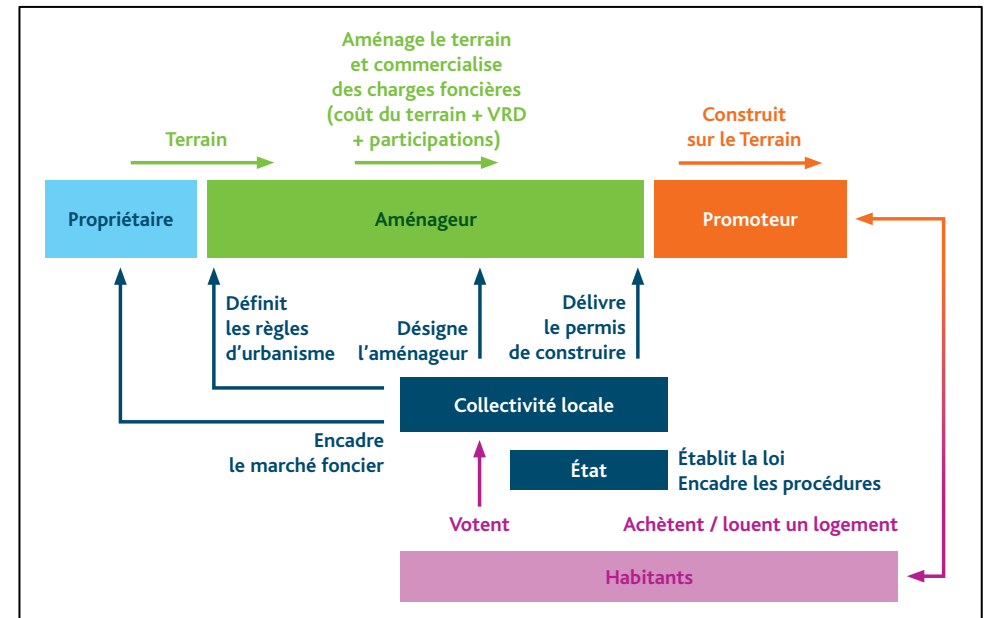 Aménage le terrain
et commercialise
des charges foncières
(coût du terrain + VRD
+ participations)
Terrain
Construit
sur le Terrain
Propriétaire
Aménageur
Promoteur
Définit
les règles
d'urbanisme
Désigne
l'aménageur
Délivre
le permis
de construire
Collectivité locale
Encadre
le marché foncier
État
Établit la loi
Encadre les procédures
Votent
Achètent / louent un logement
Habitants